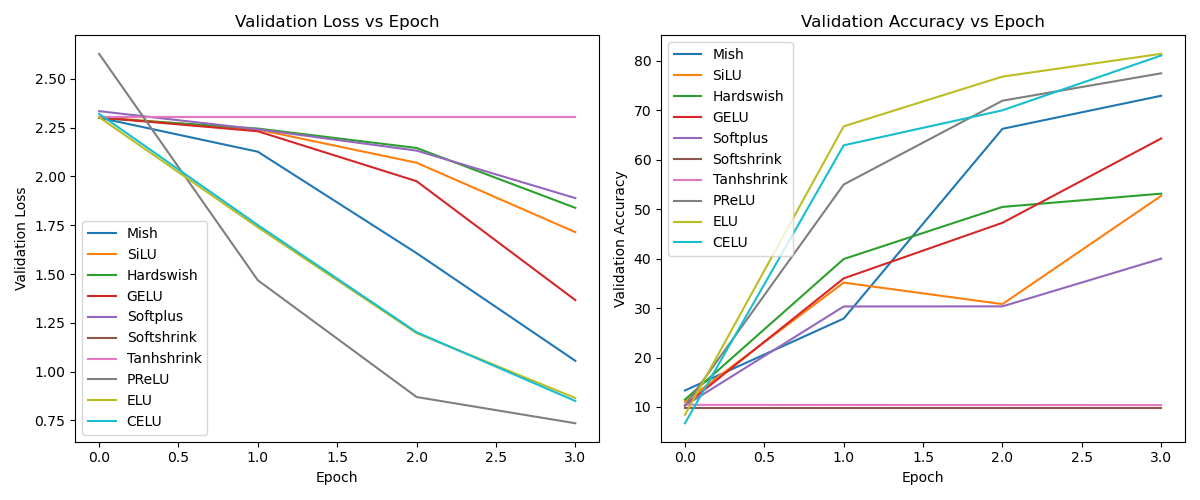 Validation Loss vs Epoch
Validation Loss
2.50
2.25
2.00
1.75
1.50
1.25
1.00
0.75
Mish
SiLU
Hardswish
GELU
Softplus
Softshrink
Tanhshrink
PReLU
ELU
CELU
0.0 0.5 1.0 1.5 2.0 2.5 3.0
Epoch
Validation Accuracy vs Epoch
Validation Accuracy
80
70
60
50
40
30
20
10
Mish
SiLU
Hardswish
GELU
Softplus
Softshrink
Tanhshrink
PReLU
ELU
CELU
0.0 0.5 1.0 1.5 2.0 2.5 3.0
Epoch